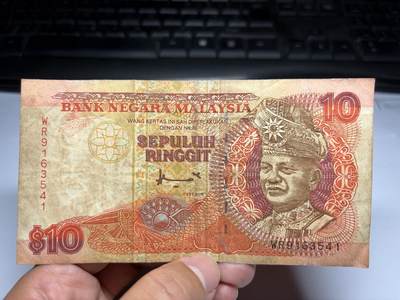 BANK NEGARA MALAYSIA
10
WANG KERTAS INI SAH DIPERLAKUKAN
DENGAN NILAI
SEPULUH
RINGGIT
WR9163541
$10
WR9163541